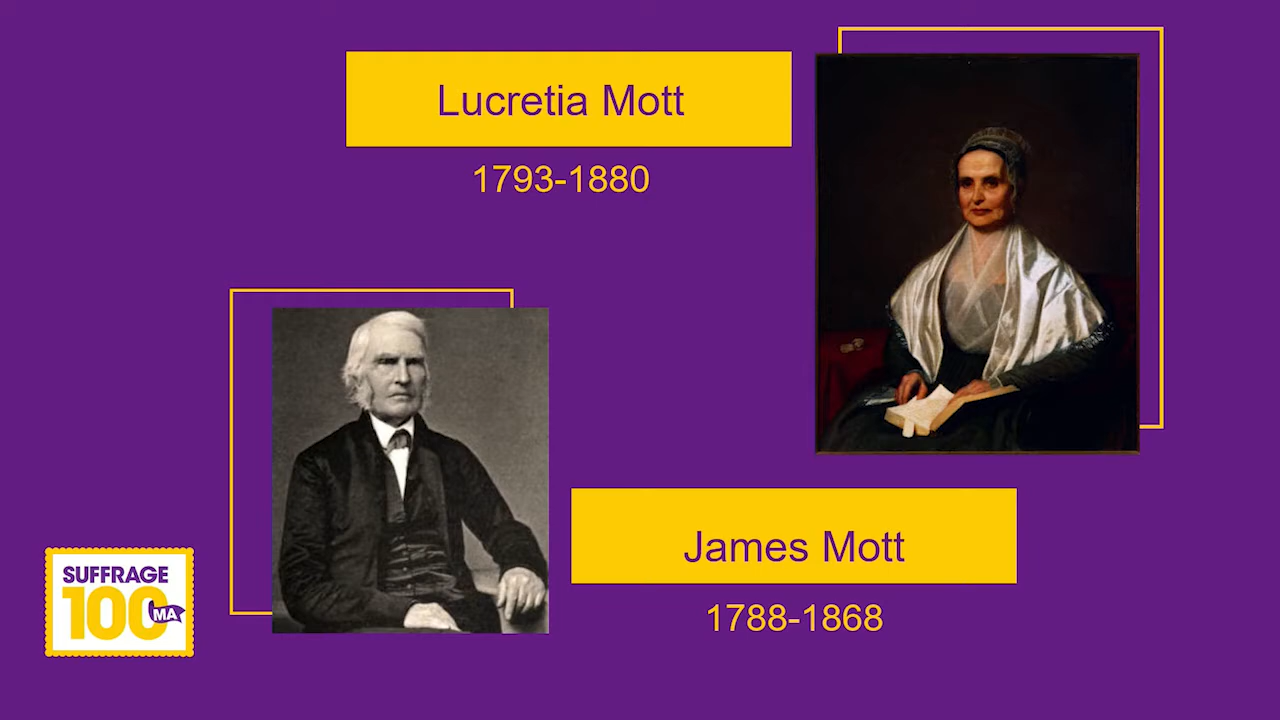 Lucretia Mott
1793-1880
James Mott
1788-1868
SUFFRAGE
100
MA